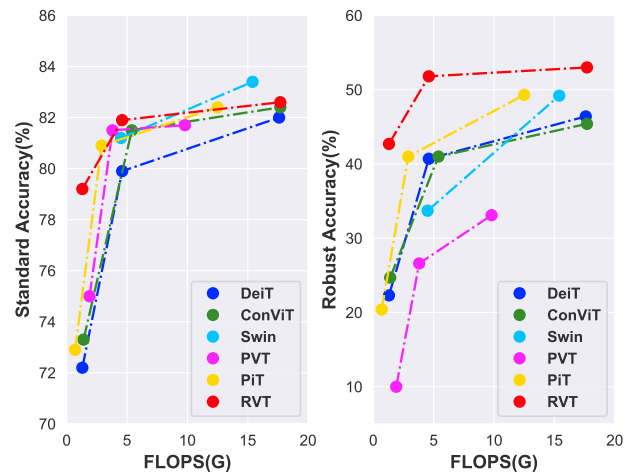 86
84
82
80
78
76
74
72
70
Standard Accuracy(%)
0
5
10
15
20
FLOPS(G)
DeiT
ConViT
Swin
PVT
PiT
RVT
60
50
40
30
20
10
Robust Accuracy(%)
0
5
10
15
20
FLOPS(G)
DeiT
ConViT
Swin
PVT
PiT
RVT